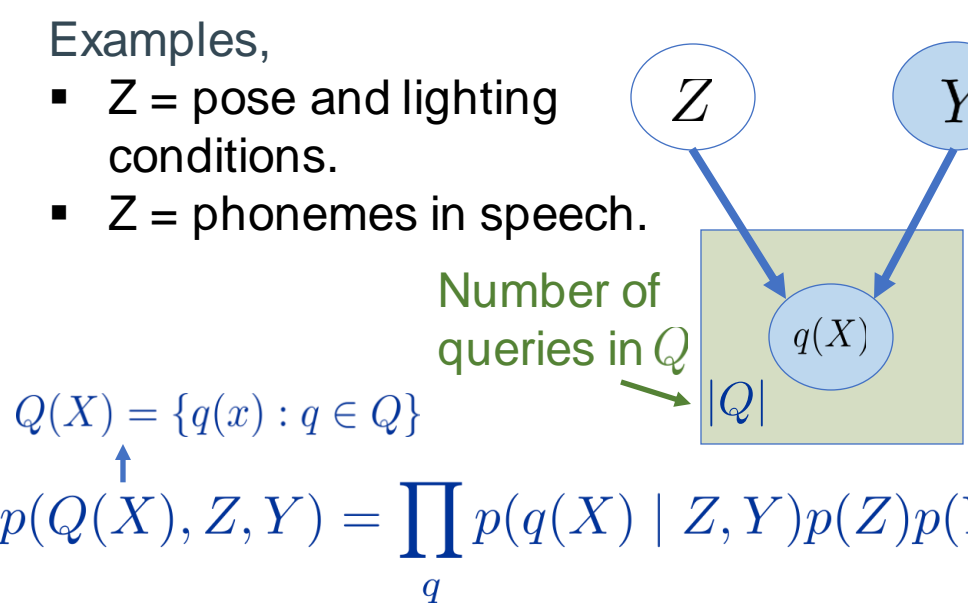 Examples,
▪ Z = pose and lighting
conditions.
▪ Z = phonemes in speech.
Z
Y
Number of
queries in Q
q(X)
|Q|
Q(X) = {q(x) : q ∈ Q}
p(Q(X), Z, Y) = ∏ p(q(X) | Z, Y)p(Z)p(
q